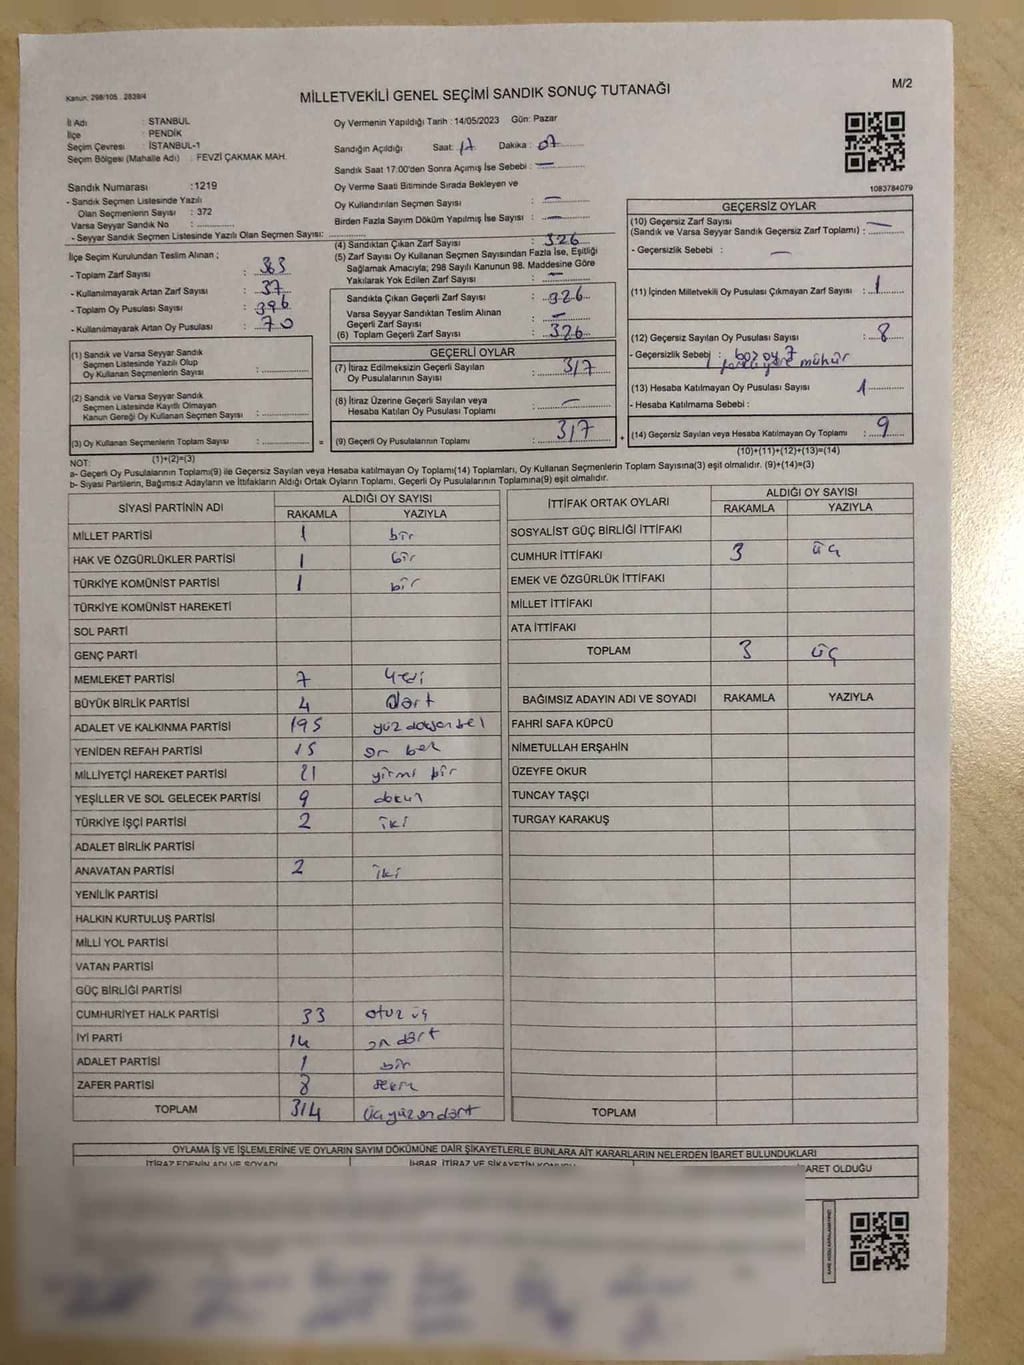 Kanun: 298/105 , 2839/4
MİLLETVEKİLİ GENEL SEÇİMİ SANDIK SONUÇ TUTANAĞI
M/2
İl Adı : STANBUL
İlçe : PENDİK
Seçim Çevresi : İSTANBUL-1
Seçim Bölgesi (Mahalle Adı) : FEVZİ ÇAKMAK MAH.
Oy Vermenin Yapıldığı Tarih : 14/05/2023 Gün: Pazar
Sandığın Açıldığı Saat: 17 Dakika : 07
Sandık Saat 17:00'den Sonra Açımış İse Sebebi : —
Oy Verme Saati Bitiminde Sırada Bekleyen ve
Oy Kullandırılan Seçmen Sayısı : —
Birden Fazla Sayım Döküm Yapılmış İse Sayısı : —
1083784079
Sandık Numarası : 1219
- Sandık Seçmen Listesinde Yazılı
Olan Seçmenlerin Sayısı : 372
Varsa Seyyar Sandık No :
- Seyyar Sandık Seçmen Listesinde Yazılı Olan Seçmen Sayısı:
İlçe Seçim Kurulundan Teslim Alınan ;
- Toplam Zarf Sayısı : 363
- Kullanılmayarak Artan Zarf Sayısı : 37
- Toplam Oy Pusulası Sayısı : 396
- Kullanılmayarak Artan Oy Pusulası : 70
(1) Sandık ve Varsa Seyyar Sandık
Seçmen Listesinde Yazılı Olup
Oy Kullanan Seçmenlerin Sayısı :
(2) Sandık ve Varsa Seyyar Sandık
Seçmen Listesinde Kayıtlı Olmayan
Kanun Gereği Oy Kullanan Seçmen Sayısı :
(3) Oy Kullanan Seçmenlerin Toplam Sayısı :
(1)+(2)=(3)
(4) Sandıktan Çıkan Zarf Sayısı : 326
(5) Zarf Sayısı Oy Kullanan Seçmen Sayısından Fazla İse, Eşitliği
Sağlamak Amacıyla; 298 Sayılı Kanunun 98. Maddesine Göre
Yakılarak Yok Edilen Zarf Sayısı : —
Sandıkta Çıkan Geçerli Zarf Sayısı : 326
Varsa Seyyar Sandıktan Teslim Alınan
Geçerli Zarf Sayısı : —
(6) Toplam Geçerli Zarf Sayısı : 326
GEÇERLİ OYLAR
(7) İtiraz Edilmeksizin Geçerli Sayılan
Oy Pusulalarının Sayısı : 317
(8) İtiraz Üzerine Geçerli Sayılan veya
Hesaba Katılan Oy Pusulası Toplamı : —
= (9) Geçerli Oy Pusulalarının Toplamı : 317 +
GEÇERSİZ OYLAR
(10) Geçersiz Zarf Sayısı
(Sandık ve Varsa Seyyar Sandık Geçersiz Zarf Toplamı) : —
- Geçersizlik Sebebi : —
(11) İçinden Milletvekili Oy Pusulası Çıkmayan Zarf Sayısı : 1
(12) Geçersiz Sayılan Oy Pusulası Sayısı : 8
- Geçersizlik Sebebi : boş oy 7
mühür
(13) Hesaba Katılmayan Oy Pusulası Sayısı 1
- Hesaba Katılmama Sebebi :
(14) Geçersiz Sayılan veya Hesaba Katılmayan Oy Toplamı : 9
(10)+(11)+(12)+(13)=(14)
NOT:
a- Geçerli Oy Pusulalarının Toplamı(9) ile Geçersiz Sayılan veya Hesaba katılmayan Oy Toplamı(14) Toplamları, Oy Kullanan Seçmenlerin Toplam Sayısına(3) eşit olmalıdır. (9)+(14)=(3)
b- Siyasi Partilerin, Bağımsız Adayların ve İttifakların Aldığı Ortak Oyların Toplamı, Geçerli Oy Pusulalarının Toplamına(9) eşit olmalıdır.
SİYASİ PARTİNİN ADI ALDIĞI OY SAYISI
RAKAMLA YAZIYLA
MİLLET PARTİSİ 1 bir
HAK VE ÖZGÜRLÜKLER PARTİSİ 1 bir
TÜRKİYE KOMÜNİST PARTİSİ 1 bir
TÜRKİYE KOMÜNİST HAREKETİ
SOL PARTİ
GENÇ PARTİ
MEMLEKET PARTİSİ 7 yedi
BÜYÜK BİRLİK PARTİSİ 4 dört
ADALET VE KALKINMA PARTİSİ 195 yüz doksan beş
YENİDEN REFAH PARTİSİ 15 on beş
MİLLİYETÇİ HAREKET PARTİSİ 21 yirmi bir
YEŞİLLER VE SOL GELECEK PARTİSİ 9 dokuz
TÜRKİYE İŞÇİ PARTİSİ 2 iki
ADALET BİRLİK PARTİSİ
ANAVATAN PARTİSİ 2 iki
YENİLİK PARTİSİ
HALKIN KURTULUŞ PARTİSİ
MİLLİ YOL PARTİSİ
VATAN PARTİSİ
GÜÇ BİRLİĞİ PARTİSİ
CUMHURİYET HALK PARTİSİ 33 otuz üç
İYİ PARTİ 14 on dört
ADALET PARTİSİ 1 bir
ZAFER PARTİSİ 8 sekiz
TOPLAM 314 üçyüzondört
İTTİFAK ORTAK OYLARI ALDIĞI OY SAYISI
RAKAMLA YAZIYLA
SOSYALİST GÜÇ BİRLİĞİ İTTİFAKI
CUMHUR İTTİFAKI 3 üç
EMEK VE ÖZGÜRLÜK İTTİFAKI
MİLLET İTTİFAKI
ATA İTTİFAKI
TOPLAM 3 üç
BAĞIMSIZ ADAYIN ADI VE SOYADI RAKAMLA YAZIYLA
FAHRİ SAFA KÜPCÜ
NİMETULLAH ERŞAHİN
ÜZEYFE OKUR
TUNCAY TAŞÇI
TURGAY KARAKUŞ
TOPLAM
OYLAMA İŞ VE İŞLEMLERİNE VE OYLARIN SAYIM DÖKÜMÜNE DAİR ŞİKAYETLERLE BUNLARA AİT KARARLARIN NELERDEN İBARET BULUNDUKLARI
İTİRAZ EDENİN ADI VE SOYADI İHBAR, İTİRAZ VE ŞİKAYETİN KONUSU ARET OLDUĞU